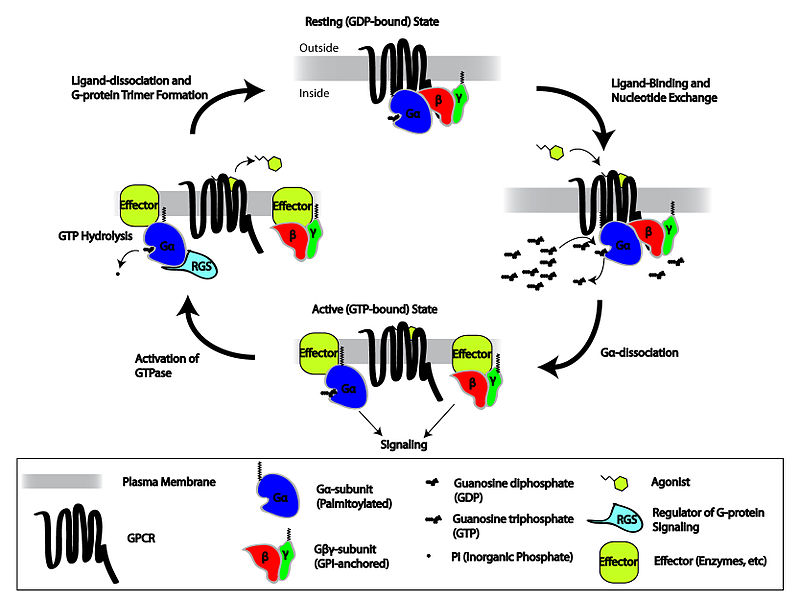 Resting (GDP-bound) State
Outside
Inside
Gα
β
γ
Ligand-Binding and
Nucleotide Exchange
Gα
β
γ
Gα-dissociation
Active (GTP-bound) State
Effector
Gα
Effector
β
γ
Signaling
Activation of
GTPase
Effector
GTP Hydrolysis
Gα
RGS
Effector
β
γ
Ligand-dissociation and
G-protein Trimer Formation
Plasma Membrane
GPCR
Gα
Gα-subunit
(Palmitoylated)
β
γ
Gβγ-subunit
(GPI-anchored)
Guanosine diphosphate
(GDP)
Guanosine triphosphate
(GTP)
PI (Inorganic Phosphate)
Agonist
RGS
Regulator of G-protein
Signaling
Effector
Effector (Enzymes, etc)